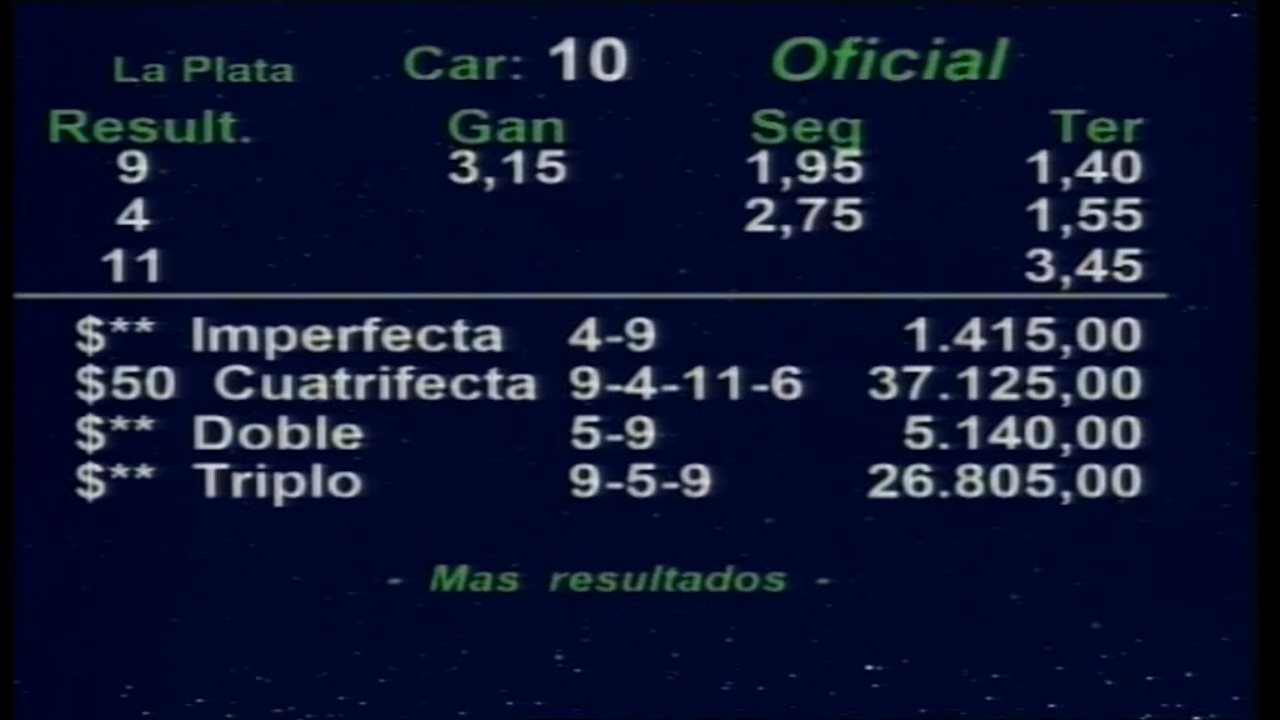 La Plata Car: 10 Oficial
Result. Gan Seg Ter
9 3,15 1,95 1,40
4 2,75 1,55
11 3,45
$** Imperfecta 4-9 1.415,00
$50 Cuatrifecta 9-4-11-6 37.125,00
$** Doble 5-9 5.140,00
$** Triplo 9-5-9 26.805,00
- Mas resultados -